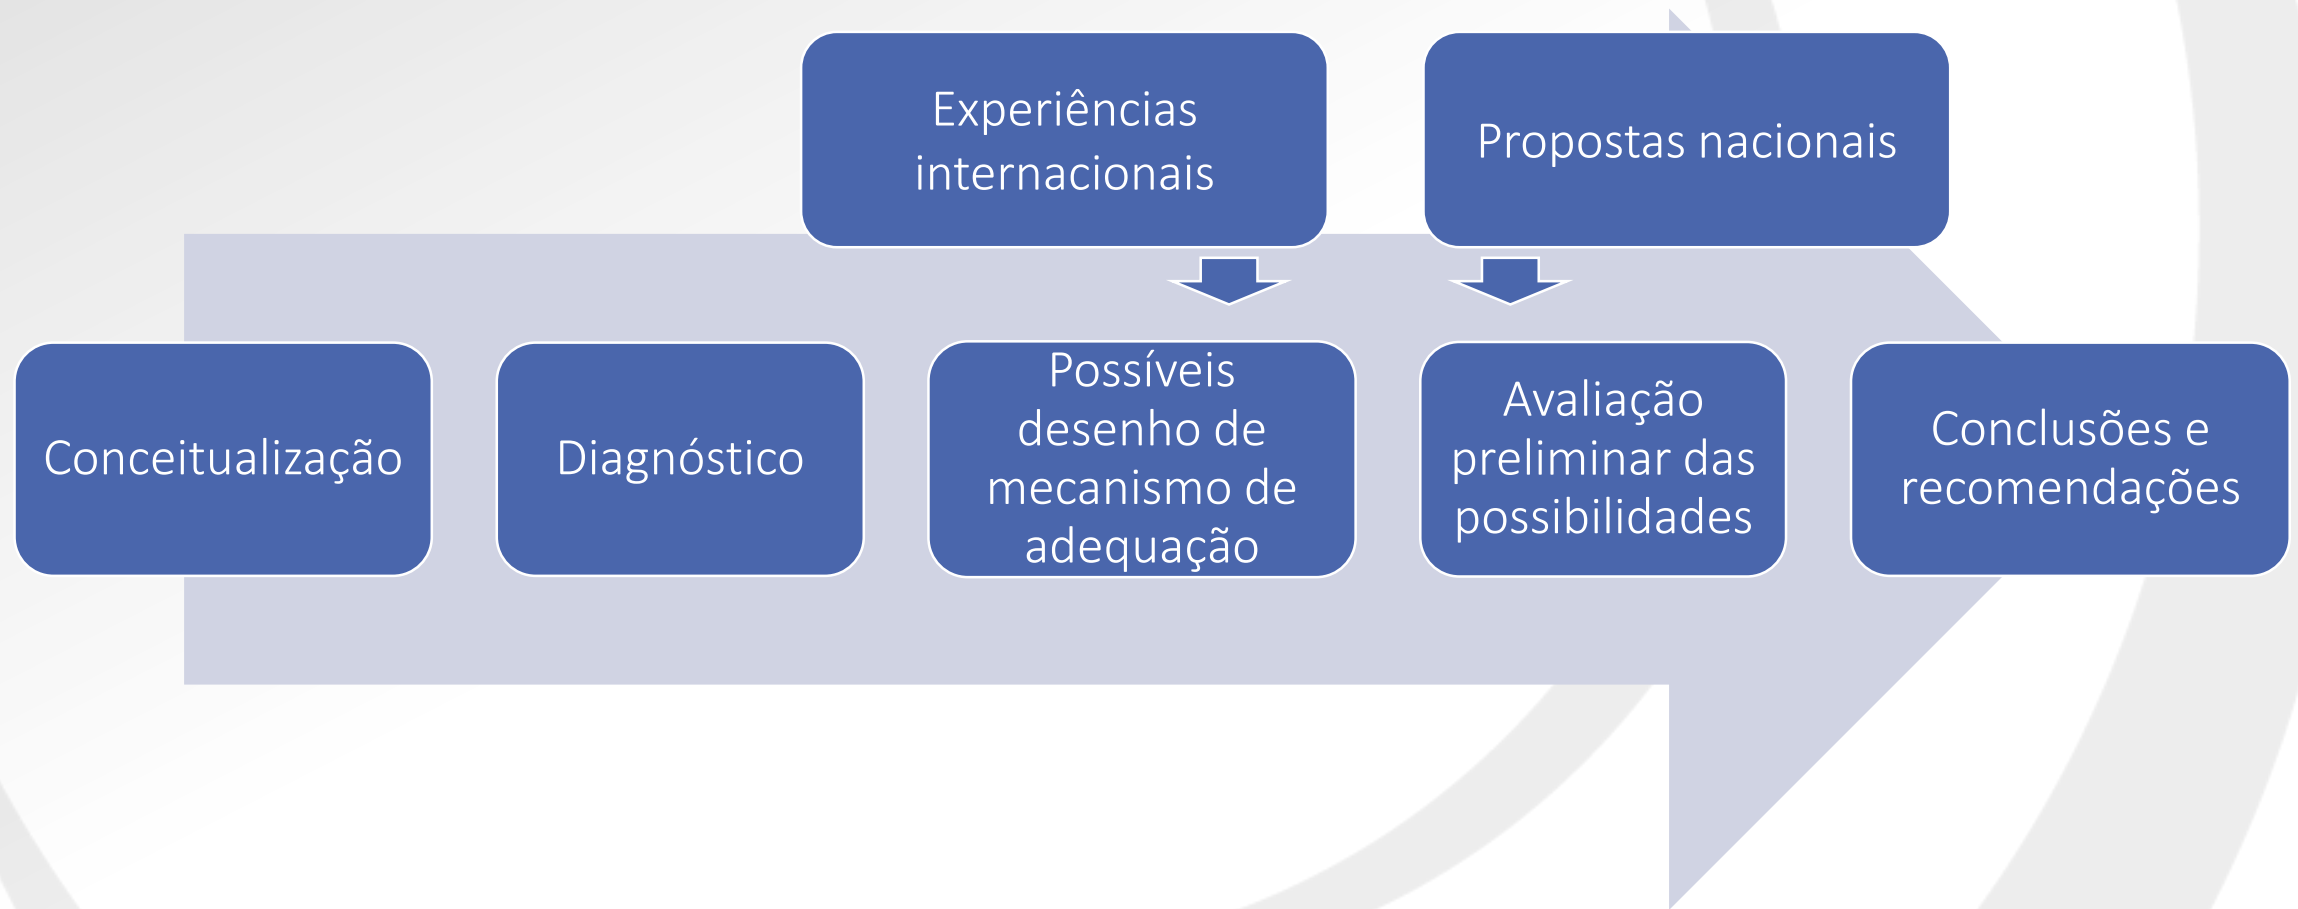 Experiências
internacionais
Propostas nacionais
Conceitualização
Diagnóstico
Possíveis
desenho de
mecanismo de
adequação
Avaliação
preliminar das
possibilidades
Conclusões e
recomendações